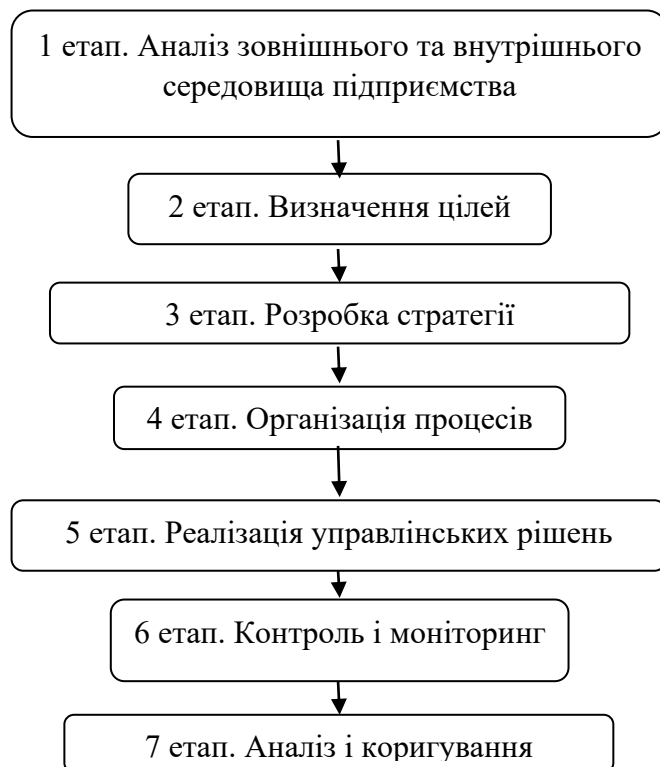 1 етап. Аналіз зовнішнього та внутрішнього
середовища підприємства
2 етап. Визначення цілей
3 етап. Розробка стратегії
4 етап. Організація процесів
5 етап. Реалізація управлінських рішень
6 етап. Контроль і моніторинг
7 етап. Аналіз і коригування